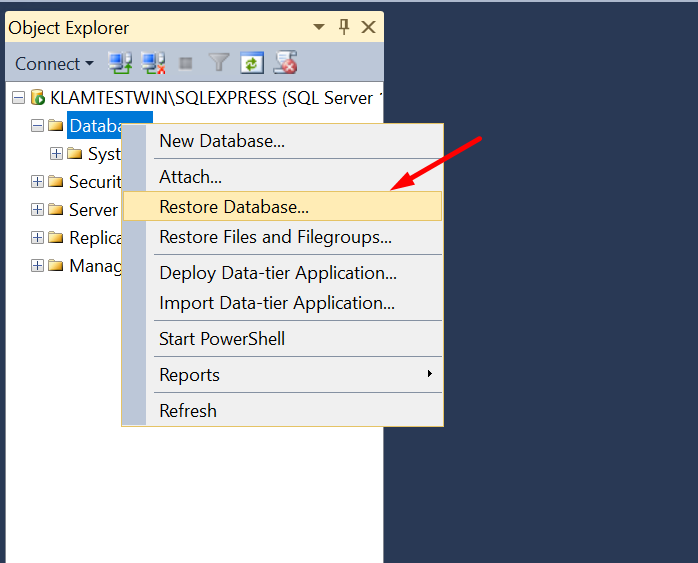 Object Explorer
Connect
KLAMTESTWIN\SQLEXPRESS (SQL Server
Databa
New Database...
Syst
Attach...
Securit
Restore Database...
Server
Replica
Restore Files and Filegroups...
Manag
Deploy Data-tier Application...
Import Data-tier Application...
Start PowerShell
Reports
Refresh